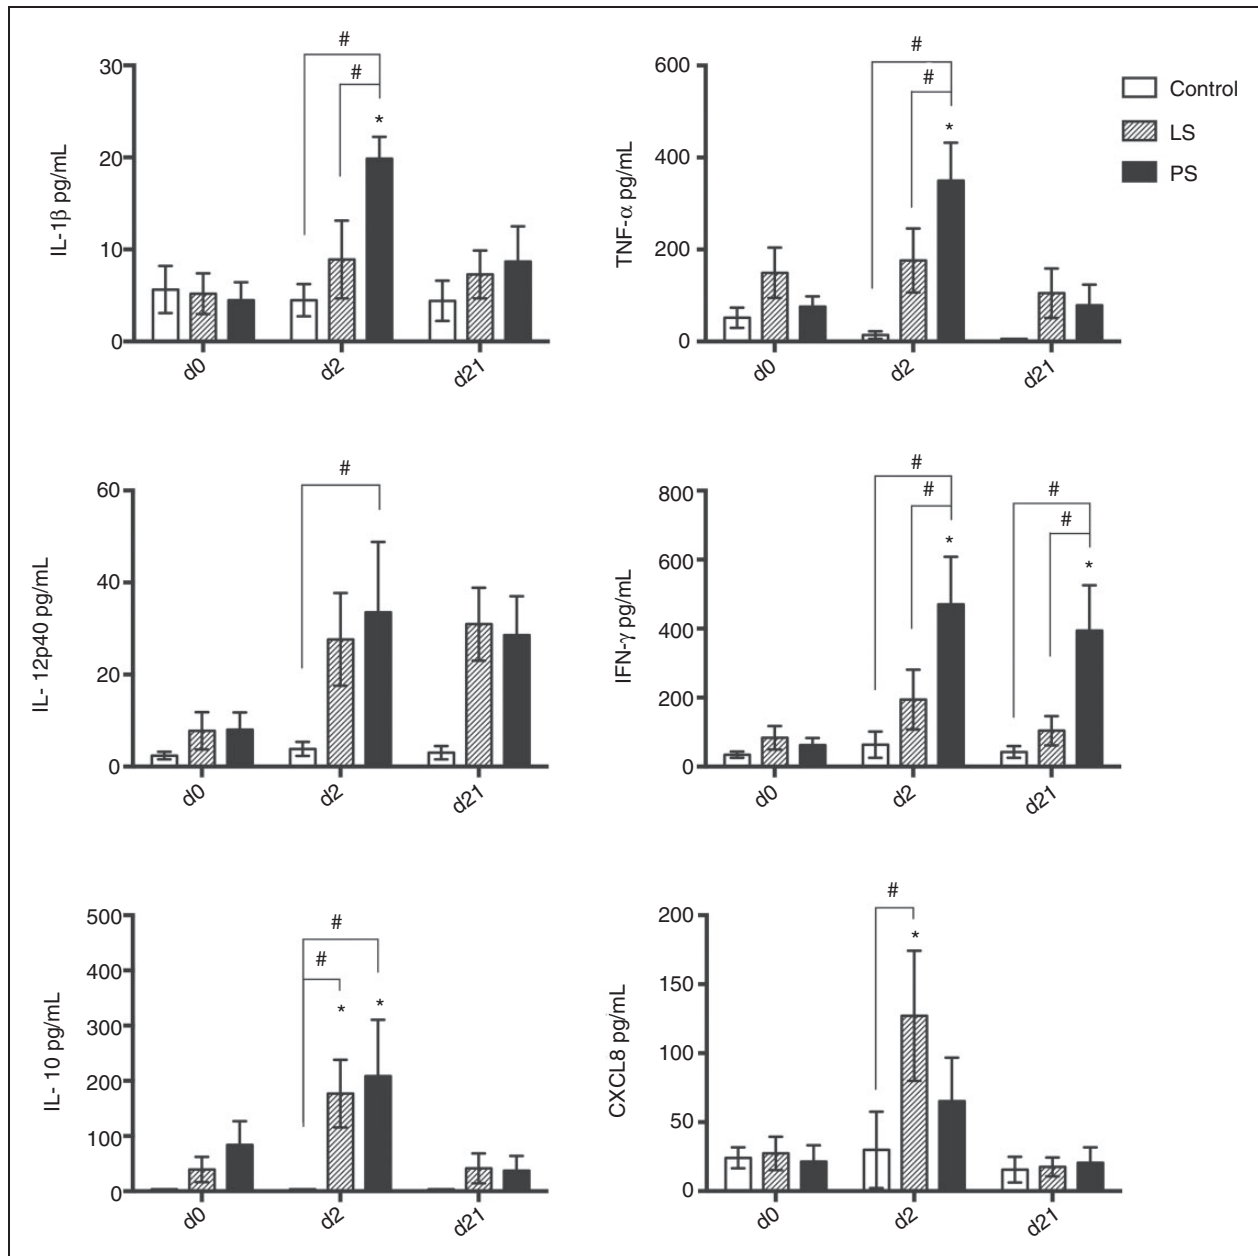 #
#
*
30
20
10
0
IL-1β pg/mL
d0
d2
d21
#
#
*
600
400
200
0
TNF-α pg/mL
d0
d2
d21
Control
LS
PS
#
60
40
20
0
IL- 12p40 pg/mL
d0
d2
d21
#
#
*
#
#
*
800
600
400
200
0
IFN-γ pg/mL
d0
d2
d21
#
#
*
*
500
400
300
200
100
0
IL- 10 pg/mL
d0
d2
d21
#
*
200
150
100
50
0
CXCL8 pg/mL
d0
d2
d21